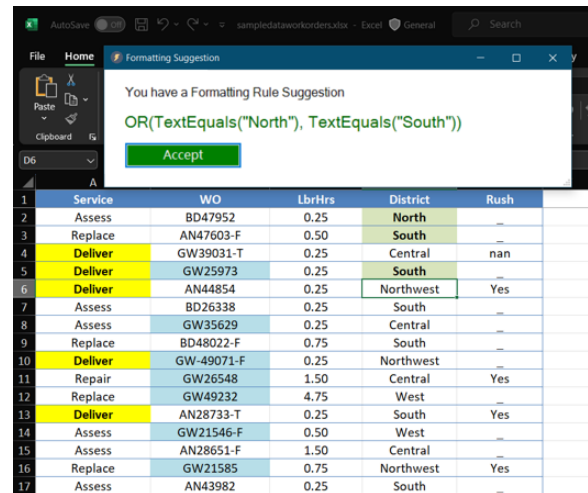 AutoSave Off sampledataworkorders.xlsx - Excel General Search
File Home
Formatting Suggestion
You have a Formatting Rule Suggestion
OR(TextEquals("North"), TextEquals("South"))
Accept
Paste
Clipboard
D6
A
1 Service WO LbrHrs District Rush
2 Assess BD47952 0.25 North _
3 Replace AN47603-F 0.50 South _
4 Deliver GW39031-T 0.25 Central nan
5 Deliver GW25973 0.25 South _
6 Deliver AN44854 0.25 Northwest Yes
7 Assess BD26338 0.25 South _
8 Assess GW35629 0.25 Central _
9 Replace BD48022-F 0.75 South _
10 Deliver GW-49071-F 0.25 Northwest _
11 Repair GW26548 1.50 Central Yes
12 Replace GW49232 4.75 West _
13 Deliver AN28733-T 0.25 South Yes
14 Assess GW21546-F 0.50 West _
15 Assess AN28651-F 1.50 Central _
16 Replace GW21585 0.75 Northwest Yes
17 Assess AN43982 0.25 South _